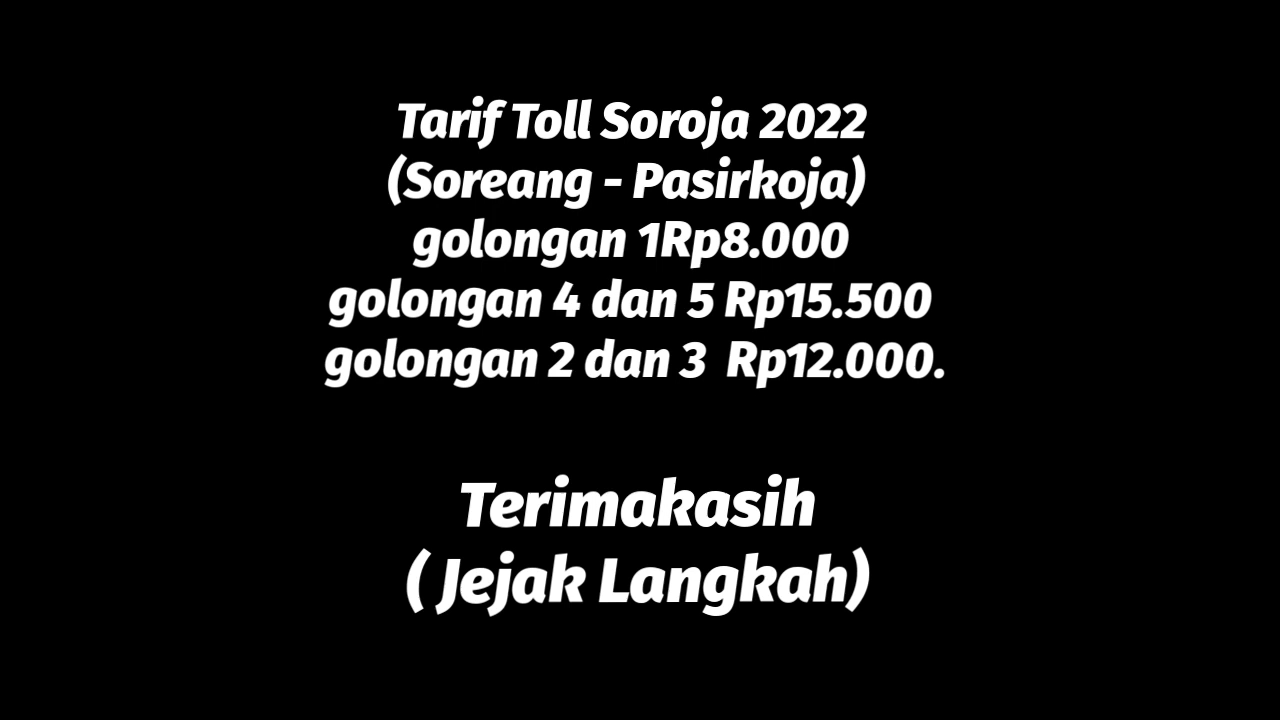 Tarif Toll Soroja 2022
(Soreang - Pasirkoja)
golongan 1Rp8.000
golongan 4 dan 5 Rp15.500
golongan 2 dan 3  Rp12.000.
Terimakasih
( Jejak Langkah)